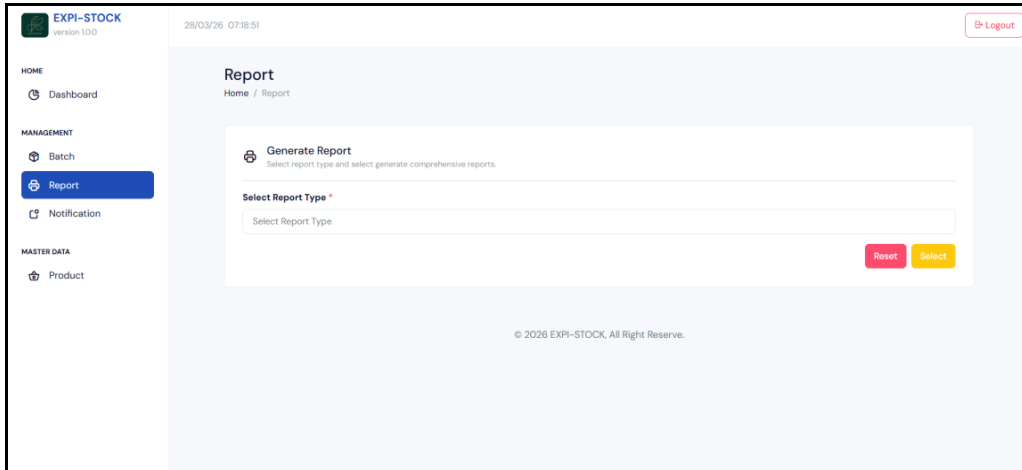 EXPI-STOCK
version 1.0.0
28/03/26 07:18:51
Logout
HOME
Dashboard
MANAGEMENT
Batch
Report
Notification
MASTER DATA
Product
Report
Home / Report
Generate Report
Select report type and select generate comprehensive reports.
Select Report Type *
Select Report Type
Reset
Select
© 2026 EXPI-STOCK, All Right Reserve.